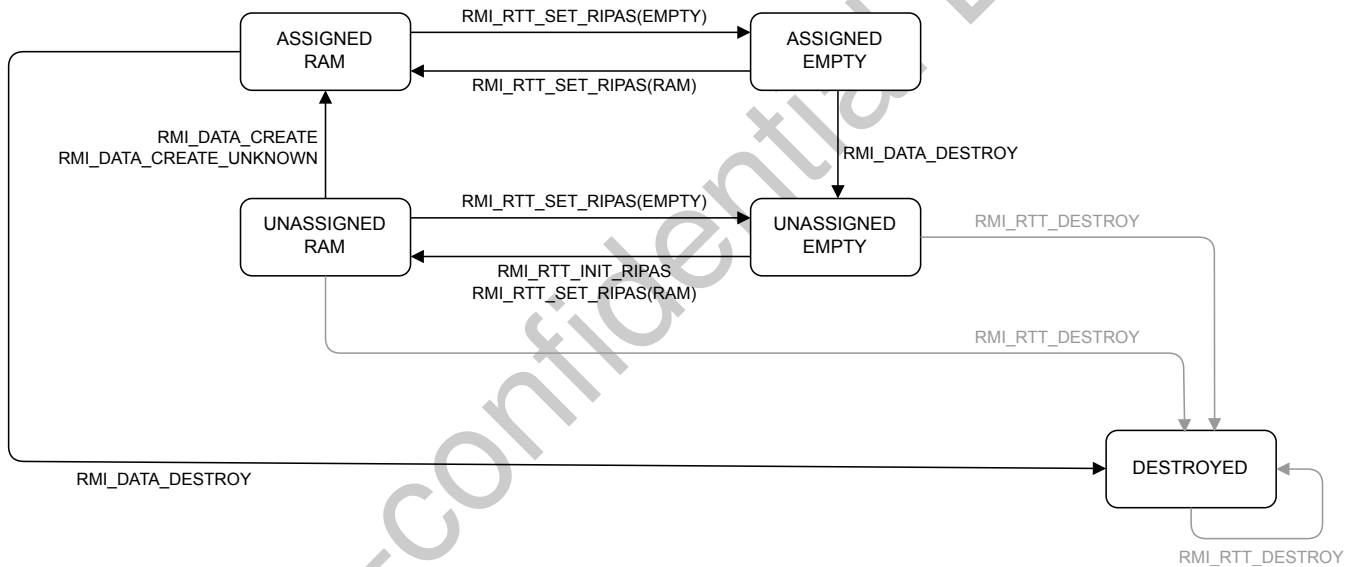 RMI_RTT_SET_RIPAS(EMPTY)
ASSIGNED
RAM
ASSIGNED
EMPTY
RMI_RTT_SET_RIPAS(RAM)
RMI_DATA_CREATE
RMI_DATA_CREATE_UNKNOWN
RMI_DATA_DESTROY
RMI_RTT_SET_RIPAS(EMPTY)
UNASSIGNED
RAM
UNASSIGNED
EMPTY
RMI_RTT_DESTROY
RMI_RTT_INIT_RIPAS
RMI_RTT_SET_RIPAS(RAM)
RMI_RTT_DESTROY
DESTROYED
RMI_DATA_DESTROY
RMI_RTT_DESTROY
-confidential